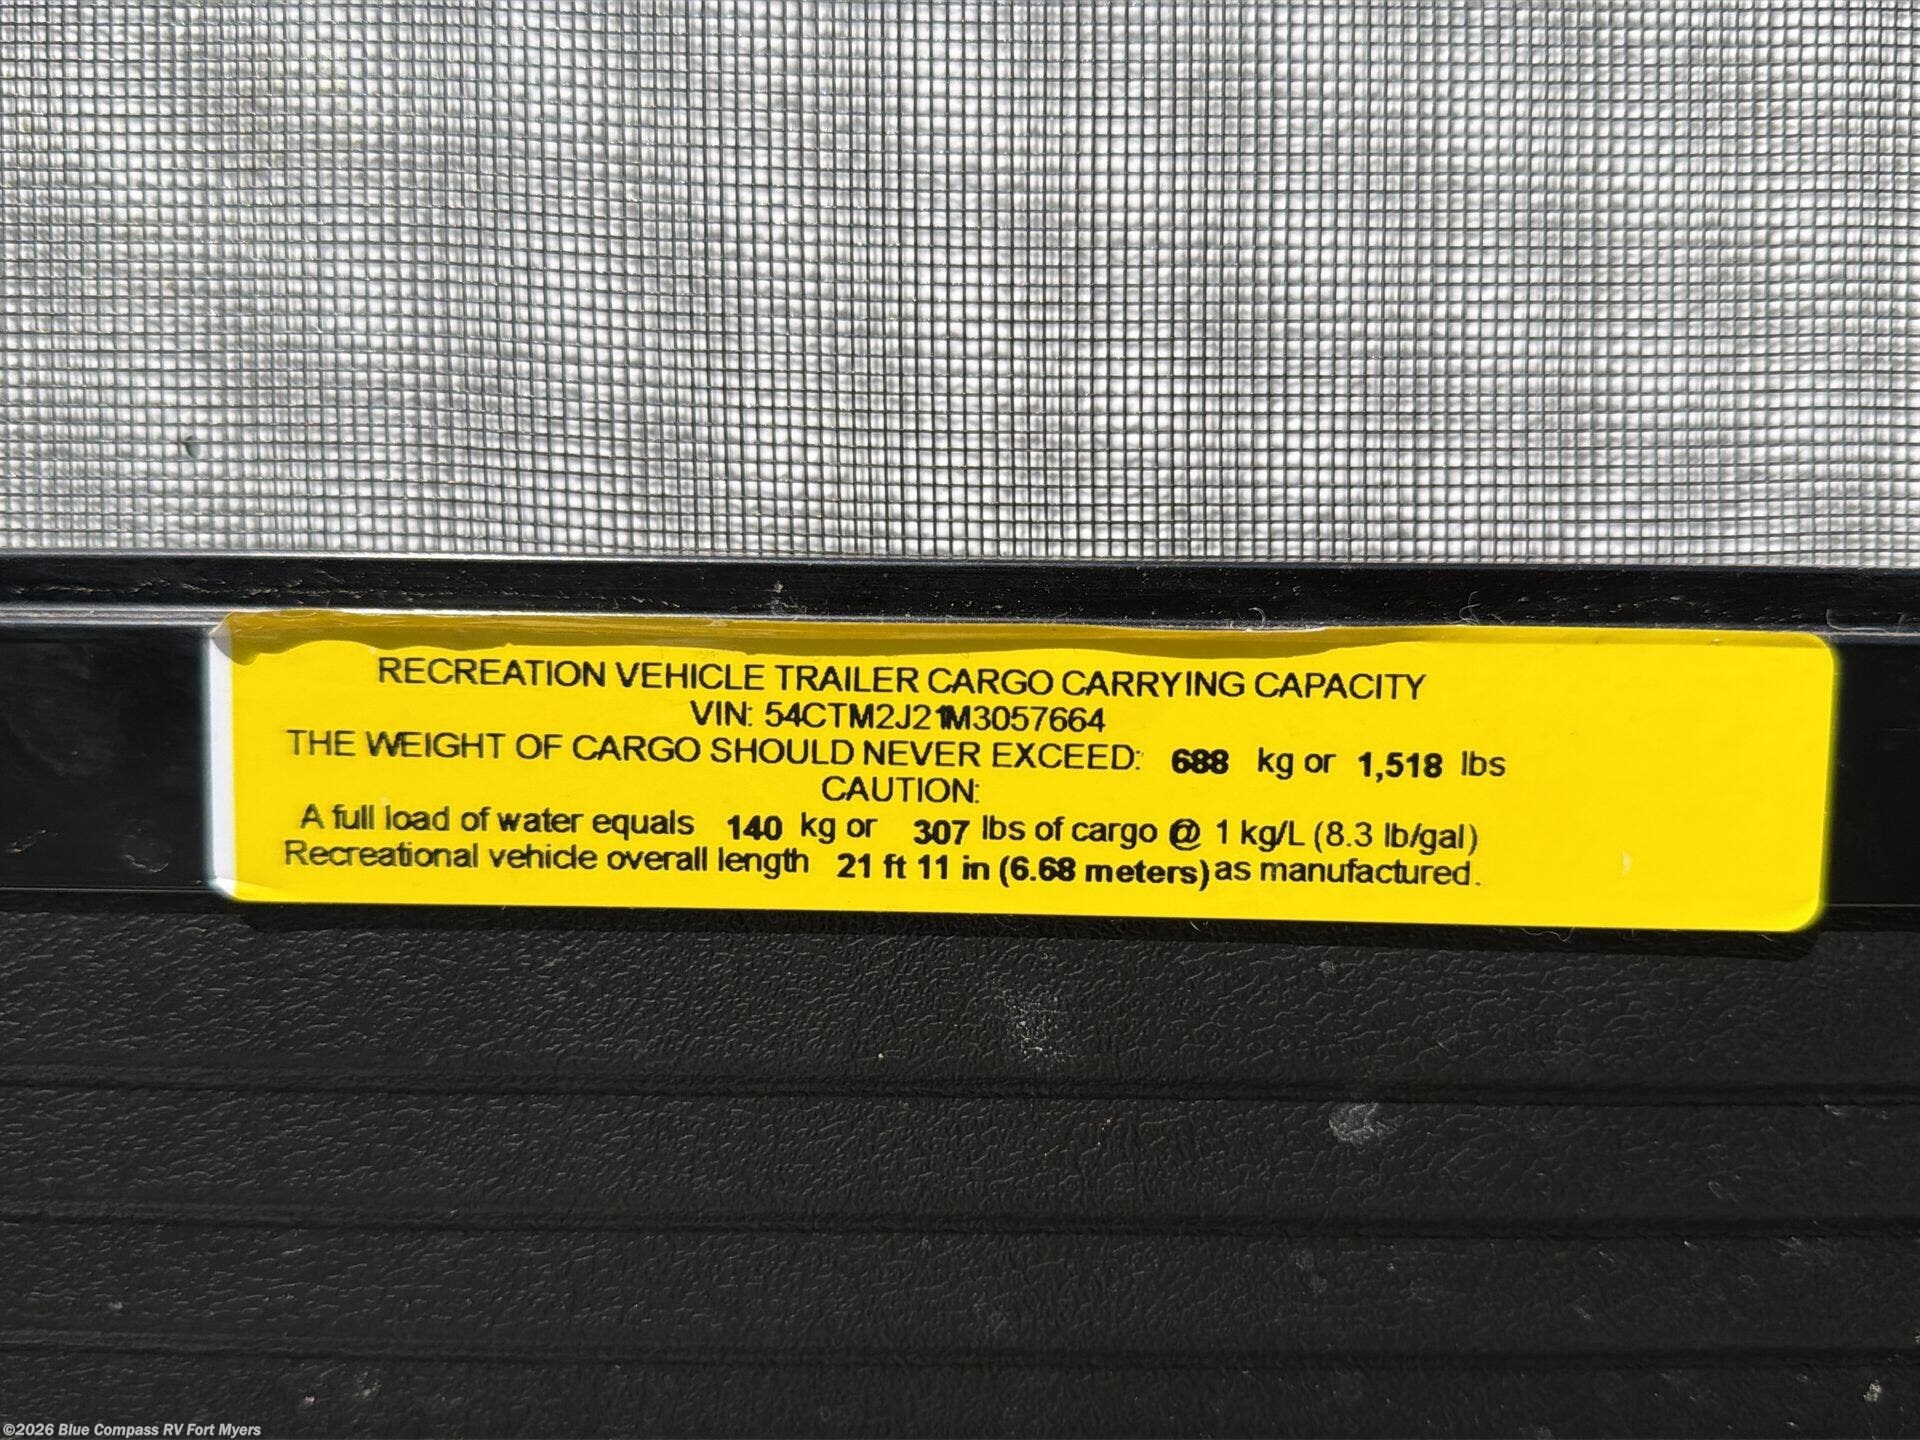 RECREATION VEHICLE TRAILER CARGO CARRYING CAPACITY
VIN: 54CTM2J21M3057664
THE WEIGHT OF CARGO SHOULD NEVER EXCEED: 688 kg or 1,518 lbs
CAUTION:
A full load of water equals 140 kg or 307 lbs of cargo @ 1 kg/L (8.3 lb/gal)
Recreational vehicle overall length 21 ft 11 in (6.68 meters) as manufactured.
©2026 Blue Compass RV Fort Myers